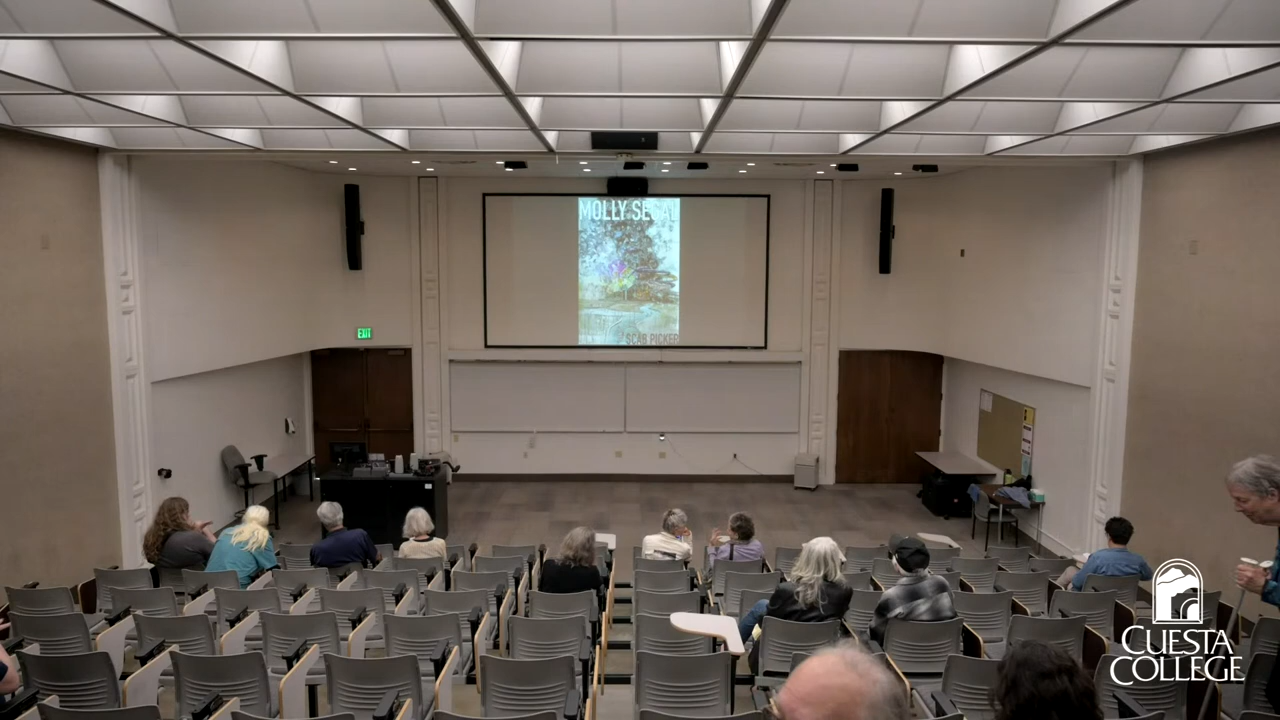 MOLLY SEGAL
SCAB PICKER
EXIT
CUESTA
COLLEGE